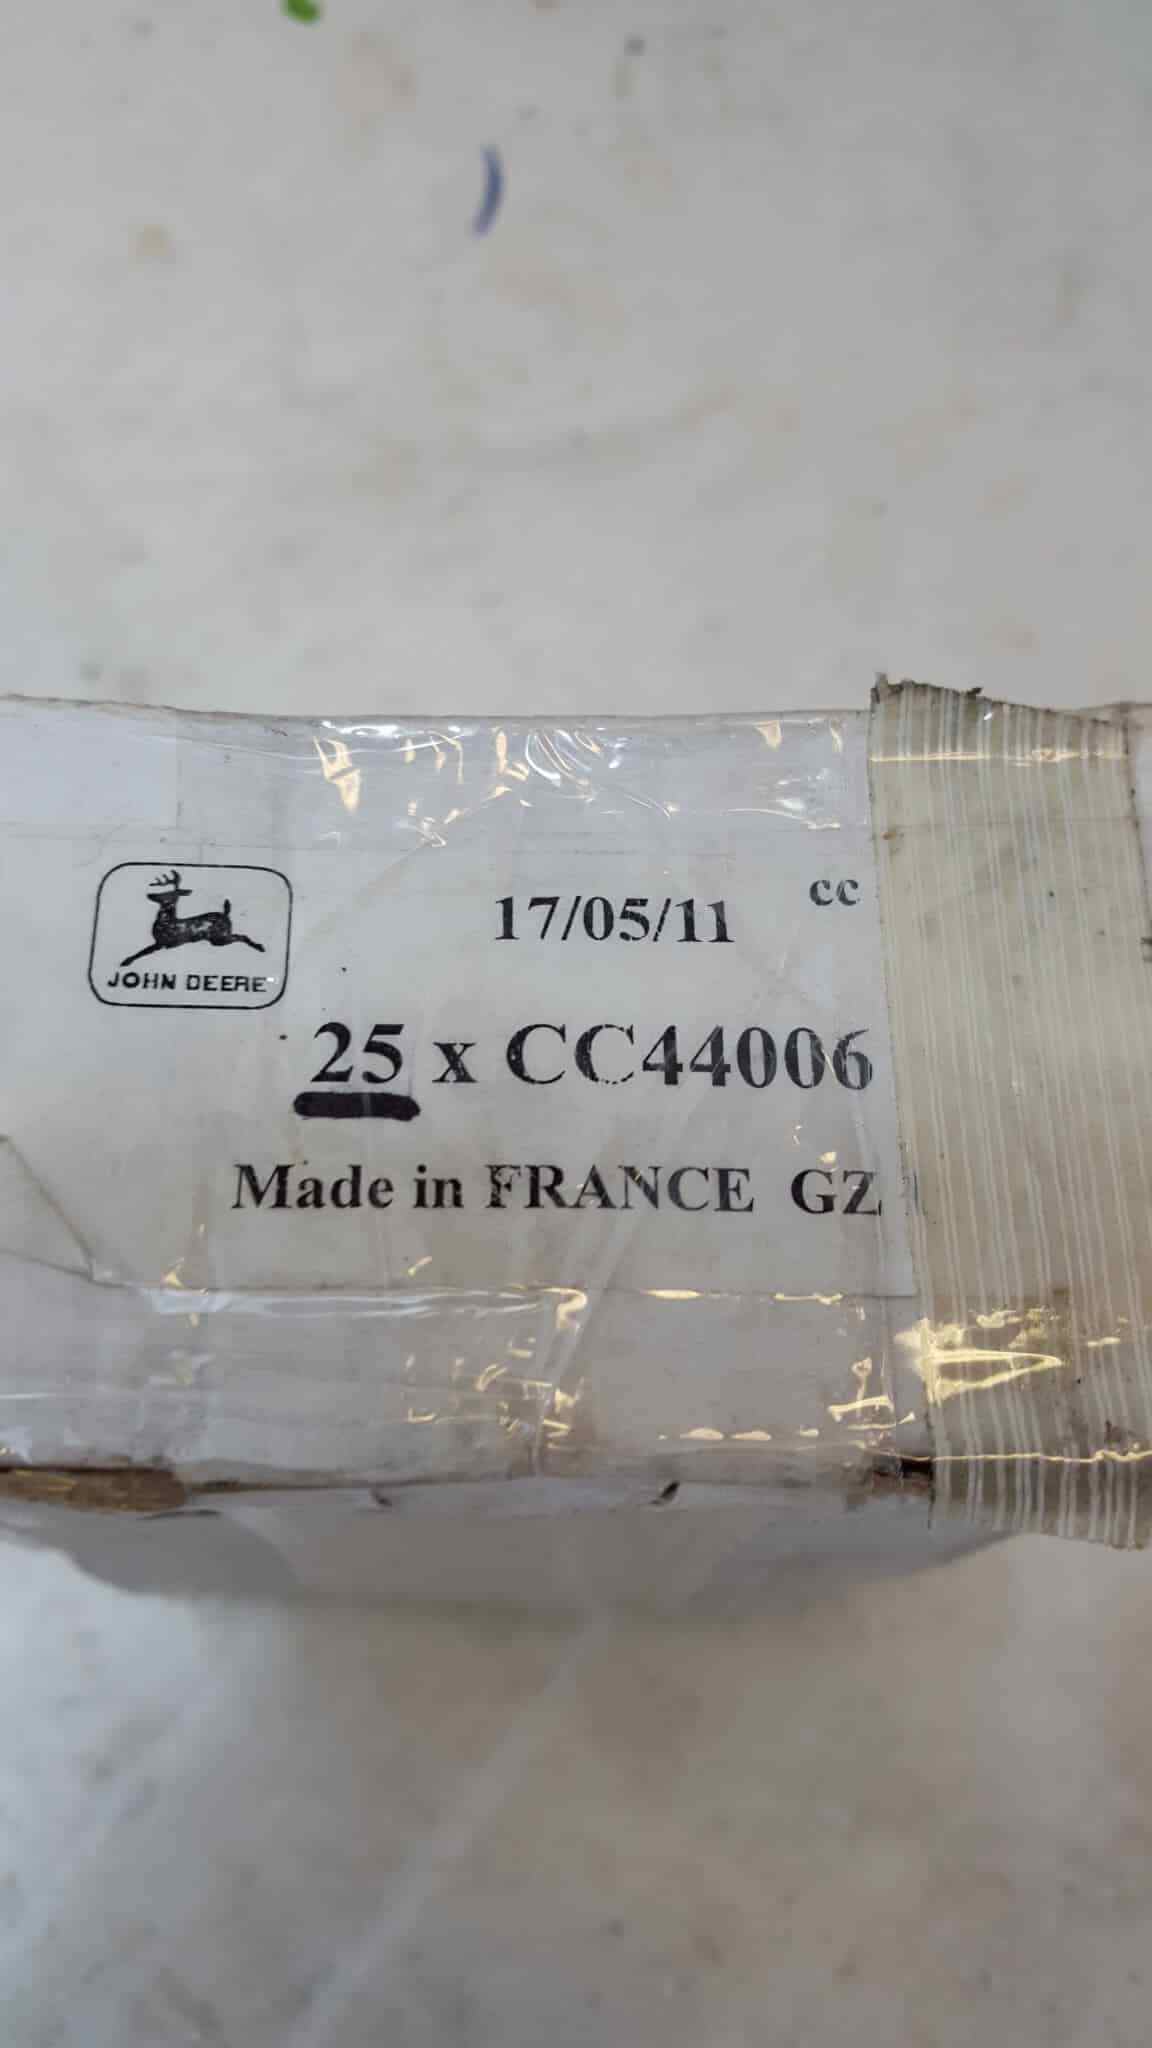 JOHN DEERE
17/05/11 cc
25 x CC44006
Made in FRANCE GZ